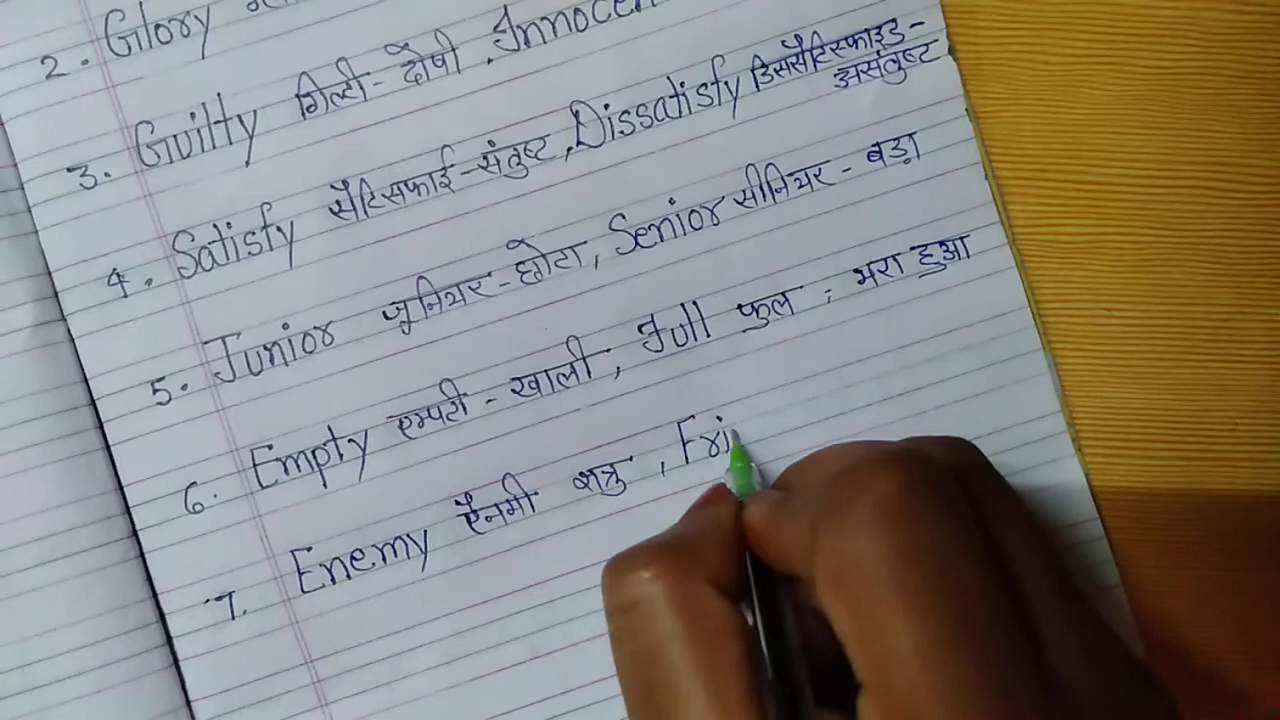 2. Glory
3. Guilty गिल्टी - दोषी , Innocen
4. Satisfy सैटिसफाई - संतुष्ट , Dissatisfy डिससैटिस्फाइड - असंतुष्ट
5. Junior जूनियर - छोटा , Senior सीनियर - बड़ा
6. Empty एम्पटी - खाली , Full फुल : भरा हुआ
7. Enemy ऐनमी शत्रु , Fri